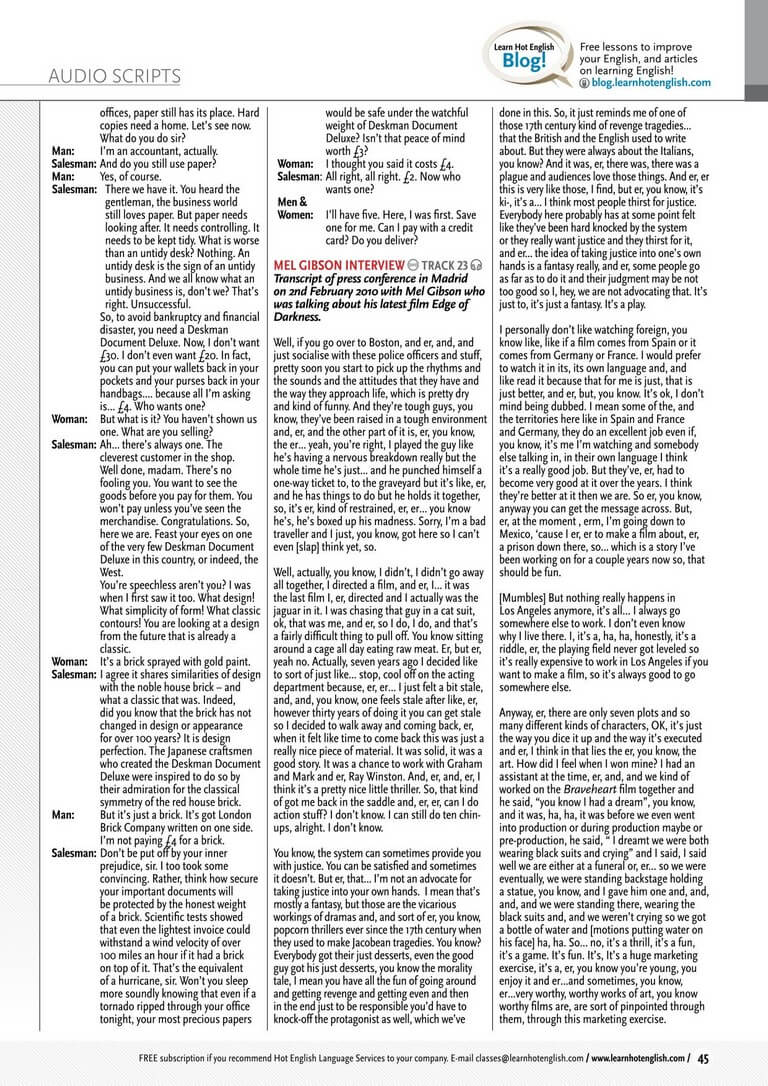 AUDIO SCRIPTS
Learn Hot English
Blog!
Free lessons to improve
your English, and articles
on learning English!
blog.learnhotenglish.com
offices, paper still has its place. Hard
copies need a home. Let's see now.
What do you do sir?
Man: I'm an accountant, actually.
Salesman: And do you still use paper?
Man: Yes, of course.
Salesman: There we have it. You heard the
gentleman, the business world
still loves paper. But paper needs
looking after. It needs controlling. It
needs to be kept tidy. What is worse
than an untidy desk? Nothing. An
untidy desk is the sign of an untidy
business. And we all know what an
untidy business is, don't we? That's
right. Unsuccessful.
So, to avoid bankruptcy and financial
disaster, you need a Deskman
Document Deluxe. Now, I don't want
£30. I don't even want £20. In fact,
you can put your wallets back in your
pockets and your purses back in your
handbags.... because all I'm asking
is... £4. Who wants one?
Woman: But what is it? You haven't shown us
one. What are you selling?
Salesman: Ah... there's always one. The
cleverest customer in the shop.
Well done, madam. There's no
fooling you. You want to see the
goods before you pay for them. You
won't pay unless you've seen the
merchandise. Congratulations. So,
here we are. Feast your eyes on one
of the very few Deskman Document
Deluxe in this country, or indeed, the
West.
You're speechless aren't you? I was
when I first saw it too. What design!
What simplicity of form! What classic
contours! You are looking at a design
from the future that is already a
classic.
Woman: It's a brick sprayed with gold paint.
Salesman: I agree it shares similarities of design
with the noble house brick – and
what a classic that was. Indeed,
did you know that the brick has not
changed in design or appearance
for over 100 years? It is design
perfection. The Japanese craftsmen
who created the Deskman Document
Deluxe were inspired to do so by
their admiration for the classical
symmetry of the red house brick.
Man: But it's just a brick. It's got London
Brick Company written on one side.
I'm not paying £4 for a brick.
Salesman: Don't be put off by your inner
prejudice, sir. I too took some
convincing. Rather, think how secure
your important documents will
be protected by the honest weight
of a brick. Scientific tests showed
that even the lightest invoice could
withstand a wind velocity of over
100 miles an hour if it had a brick
on top of it. That's the equivalent
of a hurricane, sir. Won't you sleep
more soundly knowing that even if a
tornado ripped through your office
tonight, your most precious papers
would be safe under the watchful
weight of Deskman Document
Deluxe? Isn't that peace of mind
worth £3?
Woman: I thought you said it costs £4.
Salesman: All right, all right. £2. Now who
wants one?
Men &
Women: I'll have five. Here, I was first. Save
one for me. Can I pay with a credit
card? Do you deliver?
MEL GIBSON INTERVIEW TRACK 23
Transcript of press conference in Madrid
on 2nd February 2010 with Mel Gibson who
was talking about his latest film Edge of
Darkness.
Well, if you go over to Boston, and er, and, and
just socialise with these police officers and stuff,
pretty soon you start to pick up the rhythms and
the sounds and the attitudes that they have and
the way they approach life, which is pretty dry
and kind of funny. And they're tough guys, you
know, they've been raised in a tough environment
and, er, and the other part of it is, er, you know,
the er... yeah, you're right, I played the guy like
he's having a nervous breakdown really but the
whole time he's just... and he punched himself a
one-way ticket to, to the graveyard but it's like, er,
and he has things to do but he holds it together,
so, it's er, kind of restrained, er, er... you know
he's, he's boxed up his madness. Sorry, I'm a bad
traveller and I just, you know, got here so I can't
even [slap] think yet, so.
Well, actually, you know, I didn't, I didn't go away
all together, I directed a film, and er, I... it was
the last film I, er, directed and I actually was the
jaguar in it. I was chasing that guy in a cat suit,
ok, that was me, and er, so I do, I do, and that's
a fairly difficult thing to pull off. You know sitting
around a cage all day eating raw meat. Er, but er,
yeah no. Actually, seven years ago I decided like
to sort of just like... stop, cool off on the acting
department because, er, er... I just felt a bit stale,
and, and, you know, one feels stale after like, er,
however thirty years of doing it you can get stale
so I decided to walk away and coming back, er,
when it felt like time to come back this was just a
really nice piece of material. It was solid, it was a
good story. It was a chance to work with Graham
and Mark and er, Ray Winston. And, er, and, er, I
think it's a pretty nice little thriller. So, that kind
of got me back in the saddle and, er, er, can I do
action stuff? I don't know. I can still do ten chin-
ups, alright. I don't know.
You know, the system can sometimes provide you
with justice. You can be satisfied and sometimes
it doesn't. But er, that... I'm not an advocate for
taking justice into your own hands. I mean that's
mostly a fantasy, but those are the vicarious
workings of dramas and, and sort of er, you know,
popcorn thrillers ever since the 17th century when
they used to make Jacobean tragedies. You know?
Everybody got their just desserts, even the good
guy got his just desserts, you know the morality
tale, I mean you have all the fun of going around
and getting revenge and getting even and then
in the end just to be responsible you'd have to
knock-off the protagonist as well, which we've
done in this. So, it just reminds me of one of
those 17th century kind of revenge tragedies...
that the British and the English used to write
about. But they were always about the Italians,
you know? And it was, er, there was, there was a
plague and audiences love those things. And er, er
this is very like those, I find, but er, you know, it's
ki-, it's a... I think most people thirst for justice.
Everybody here probably has at some point felt
like they've been hard knocked by the system
or they really want justice and they thirst for it,
and er... the idea of taking justice into one's own
hands is a fantasy really, and er, some people go
as far as to do it and their judgment may be not
too good so I, hey, we are not advocating that. It's
just to, it's just a fantasy. It's a play.
I personally don't like watching foreign, you
know like, like if a film comes from Spain or it
comes from Germany or France. I would prefer
to watch it in its, its own language and, and
like read it because that for me is just, that is
just better, and er, but, you know. It's ok, I don't
mind being dubbed. I mean some of the, and
the territories here like in Spain and France
and Germany, they do an excellent job even if,
you know, it's me I'm watching and somebody
else talking in, in their own language I think
it's a really good job. But they've, er, had to
become very good at it over the years. I think
they're better at it then we are. So er, you know,
anyway you can get the message across. But,
er, at the moment , erm, I'm going down to
Mexico, 'cause I er, er to make a film about, er,
a prison down there, so... which is a story I've
been working on for a couple years now so, that
should be fun.
[Mumbles] But nothing really happens in
Los Angeles anymore, it's all... I always go
somewhere else to work. I don't even know
why I live there. I, it's a, ha, ha, honestly, it's a
riddle, er, the playing field never got leveled so
it's really expensive to work in Los Angeles if you
want to make a film, so it's always good to go
somewhere else.
Anyway, er, there are only seven plots and so
many different kinds of characters, OK, it's just
the way you dice it up and the way it's executed
and er, I think in that lies the er, you know, the
art. How did I feel when I won mine? I had an
assistant at the time, er, and, and we kind of
worked on the Braveheart film together and
he said, "you know I had a dream", you know,
and it was, ha, ha, it was before we even went
into production or during production maybe or
pre-production, he said, " I dreamt we were both
wearing black suits and crying" and I said, I said
well we are either at a funeral or, er... so we were
eventually, we were standing backstage holding
a statue, you know, and I gave him one and, and,
and, and we were standing there, wearing the
black suits and, and we weren't crying so we got
a bottle of water and [motions putting water on
his face] ha, ha. So... no, it's a thrill, it's a fun,
it's a game. It's fun. It's, It's a huge marketing
exercise, it's a, er, you know you're young, you
enjoy it and er...and sometimes, you know,
er...very worthy, worthy works of art, you know
worthy films are, are sort of pinpointed through
them, through this marketing exercise.
FREE subscription if you recommend Hot English Language Services to your company. E-mail classes@learnhotenglish.com / www.learnhotenglish.com / 45